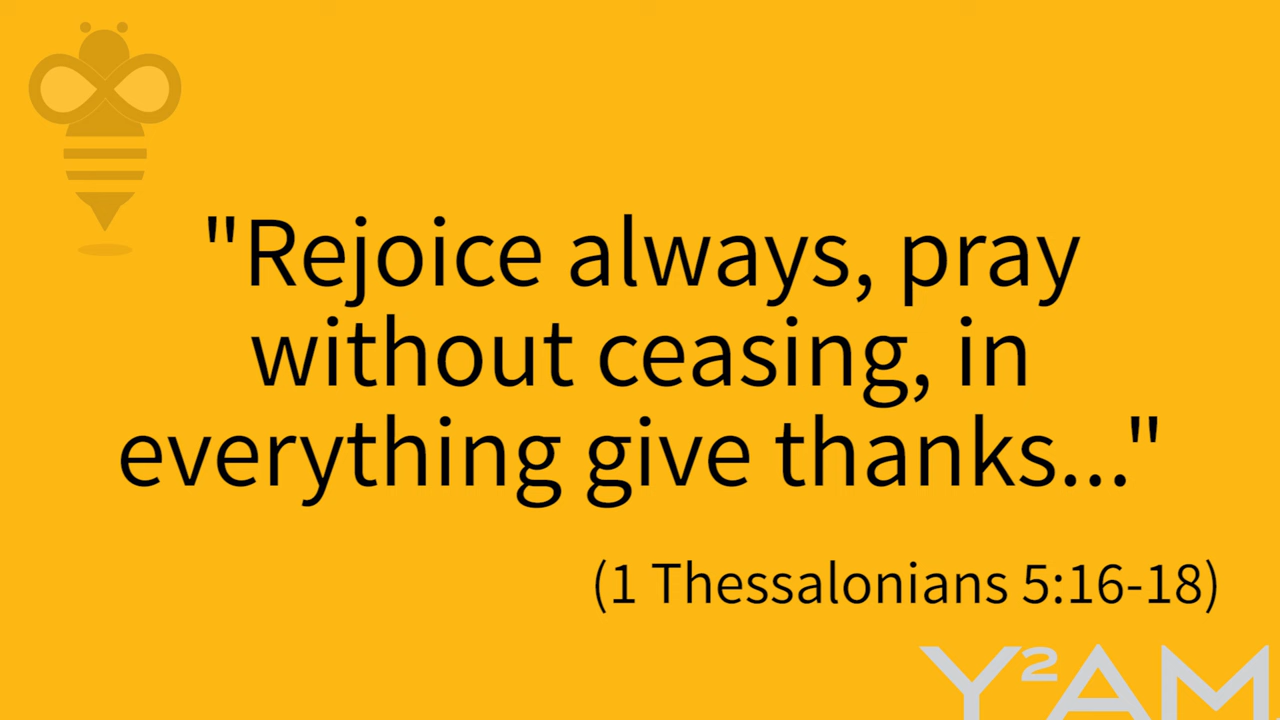 "Rejoice always, pray
without ceasing, in
everything give thanks..."
(1 Thessalonians 5:16-18)
Y²AM